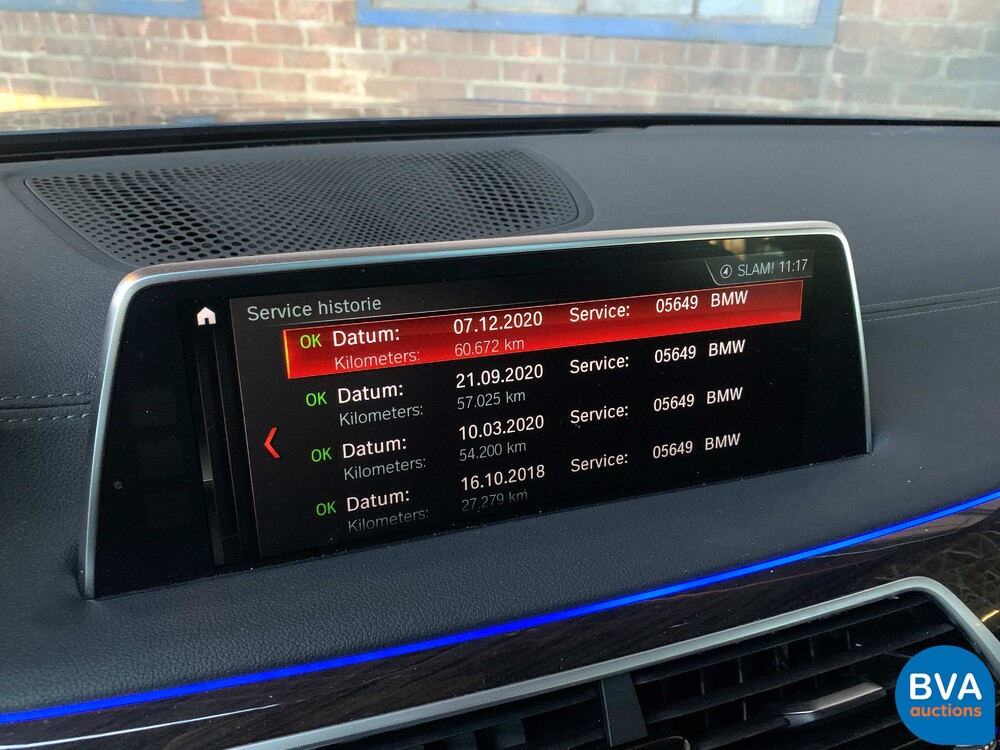 ④ SLAM! 11:17
Service historie
OK Datum: 07.12.2020 Service: 05649 BMW
Kilometers: 60.672 km
OK Datum: 21.09.2020 Service: 05649 BMW
Kilometers: 57.025 km
OK Datum: 10.03.2020 Service: 05649 BMW
Kilometers: 54.200 km
OK Datum: 16.10.2018 Service: 05649 BMW
Kilometers: 27.279 km
BVA
auctions